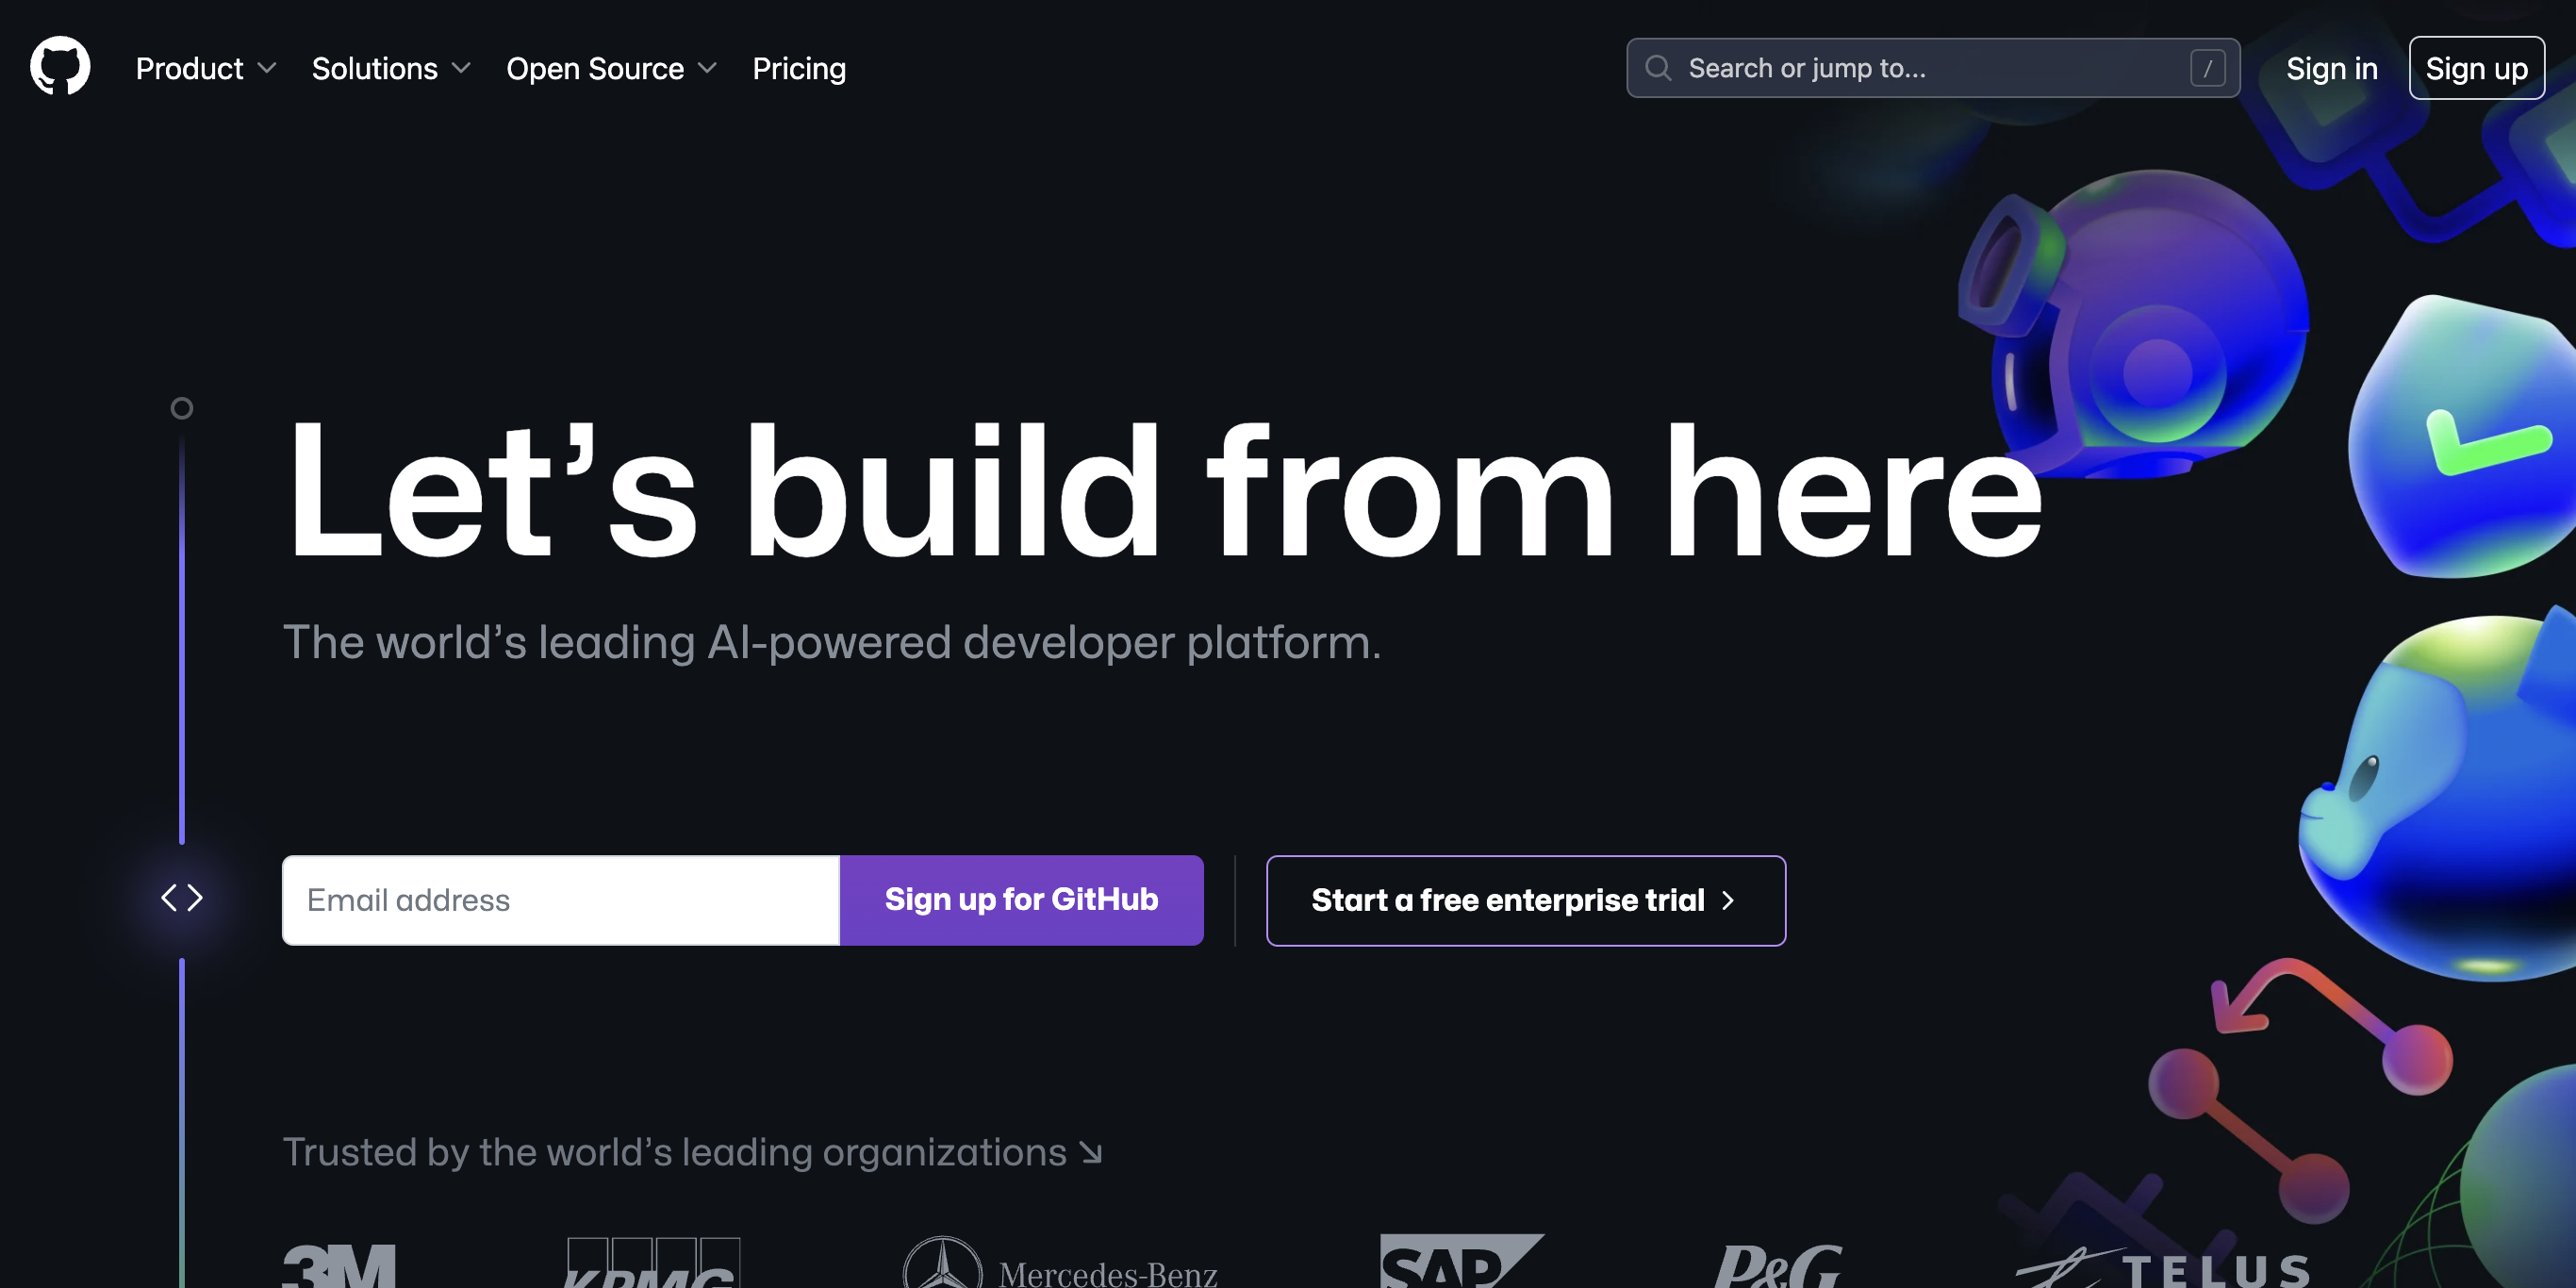 Product Solutions Open Source Pricing Search or jump to... / Sign in Sign up
Let’s build from here
The world’s leading AI-powered developer platform.
Email address Sign up for GitHub Start a free enterprise trial
Trusted by the world’s leading organizations
3M KPMG Mercedes-Benz SAP P&G TELUS